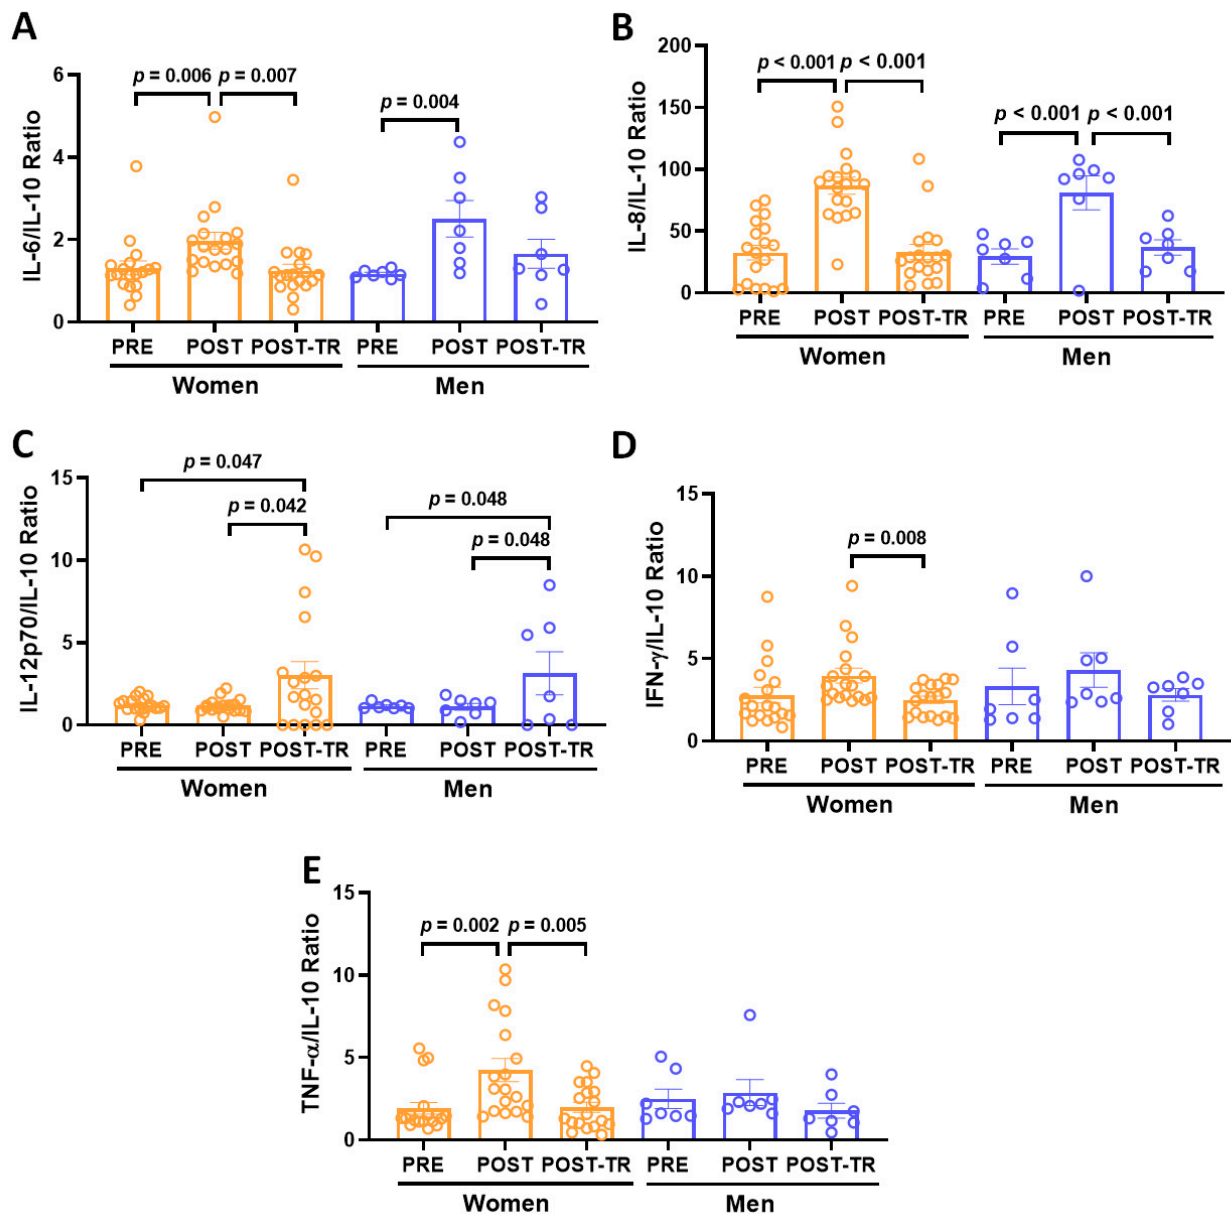 A
IL-6/IL-10 Ratio
6
4
2
0
p = 0.006
p = 0.007
p = 0.004
PRE POST POST-TR PRE POST POST-TR
Women Men
B
IL-8/IL-10 Ratio
200
150
100
50
0
p < 0.001 p < 0.001
p < 0.001 p < 0.001
PRE POST POST-TR PRE POST POST-TR
Women Men
C
IL-12p70/IL-10 Ratio
15
10
5
0
p = 0.047
p = 0.042
p = 0.048
p = 0.048
PRE POST POST-TR PRE POST POST-TR
Women Men
D
IFN-γ/IL-10 Ratio
15
10
5
0
p = 0.008
PRE POST POST-TR PRE POST POST-TR
Women Men
E
TNF-α/IL-10 Ratio
15
10
5
0
p = 0.002 p = 0.005
PRE POST POST-TR PRE POST POST-TR
Women Men